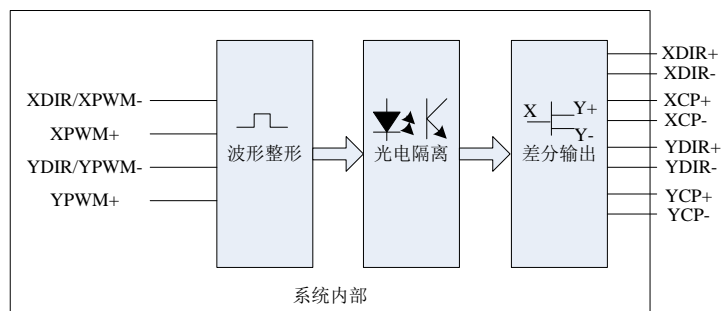 XDIR/XPWM-
XPWM+
YDIR/YPWM-
YPWM+
波形整形
光电隔离
X
Y+
Y-
差分输出
XDIR+
XDIR-
XCP+
XCP-
YDIR+
YDIR-
YCP+
YCP-
系统内部